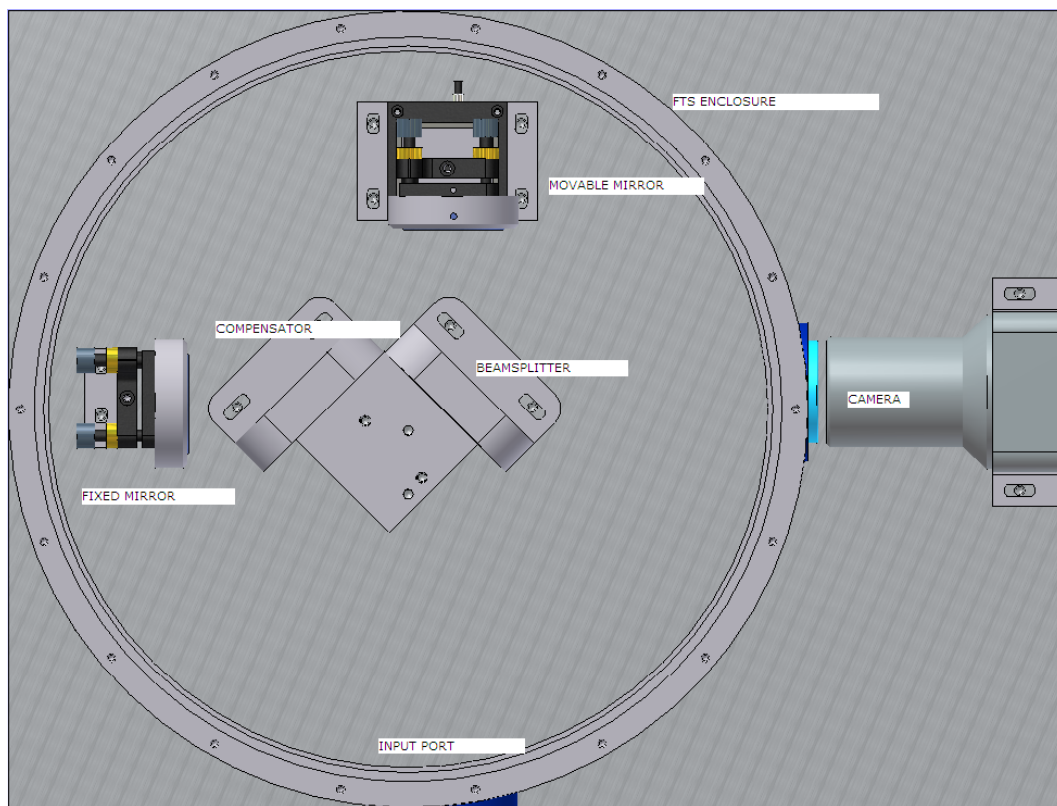 FTS ENCLOSURE
MOVABLE MIRROR
COMPENSATOR
BEAMSPLITTER
CAMERA
FIXED MIRROR
INPUT PORT